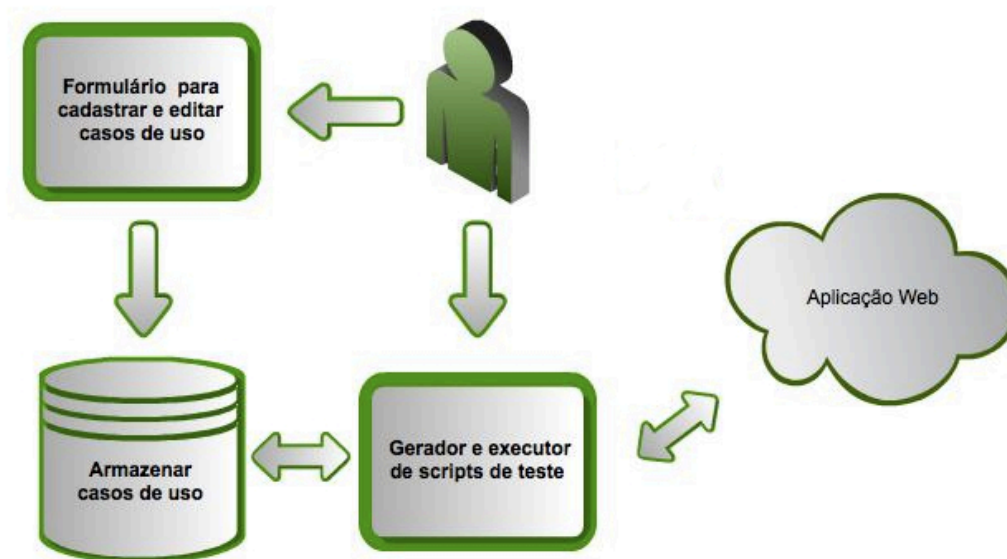 Formulário para
cadastrar e editar
casos de uso
Aplicação Web
Armazenar
casos de uso
Gerador e executor
de scripts de teste